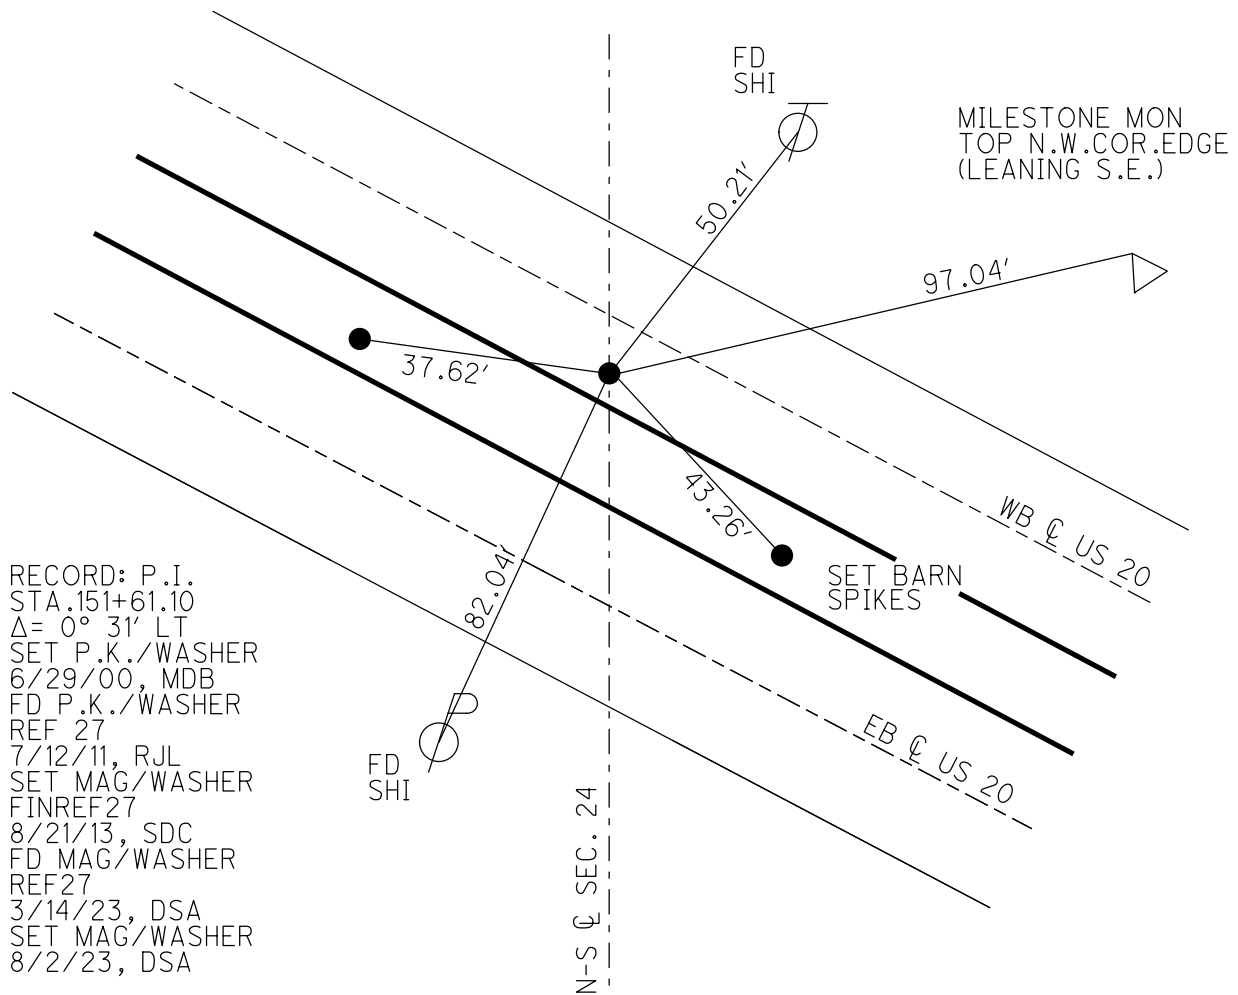 FD
SHI
MILESTONE MON
TOP N.W.COR.EDGE
(LEANING S.E.)
50.21'
97.04'
37.62'
43.26'
WB ℄ US 20
SET BARN
SPIKES
82.04'
RECORD: P.I.
STA.151+61.10
Δ= 0° 31' LT
SET P.K./WASHER
6/29/00, MDB
FD P.K./WASHER
REF 27
7/12/11, RJL
SET MAG/WASHER
FINREF27
8/21/13, SDC
FD MAG/WASHER
REF27
3/14/23, DSA
SET MAG/WASHER
8/2/23, DSA
FD
SHI
EB ℄ US 20
N-S ℄ SEC. 24